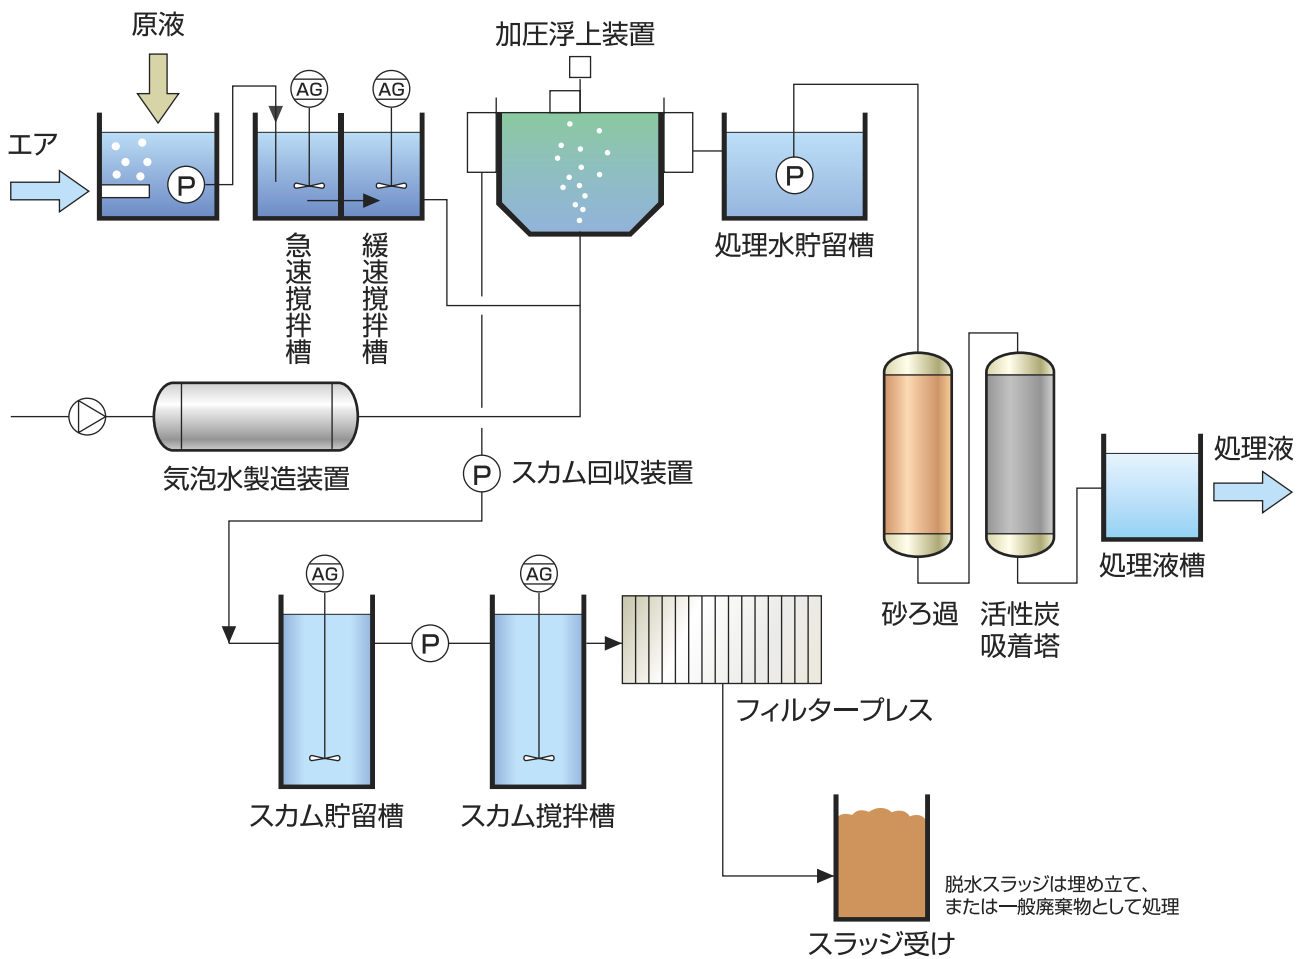 原液
エア
P
AG
AG
急速撹拌槽
緩速撹拌槽
加圧浮上装置
P
処理水貯留槽
気泡水製造装置
P
スカム回収装置
砂ろ過
活性炭
吸着塔
処理液
処理液槽
AG
スカム貯留槽
P
AG
スカム撹拌槽
フィルタープレス
スラッジ受け
脱水スラッジは埋め立て、
または一般廃棄物として処理